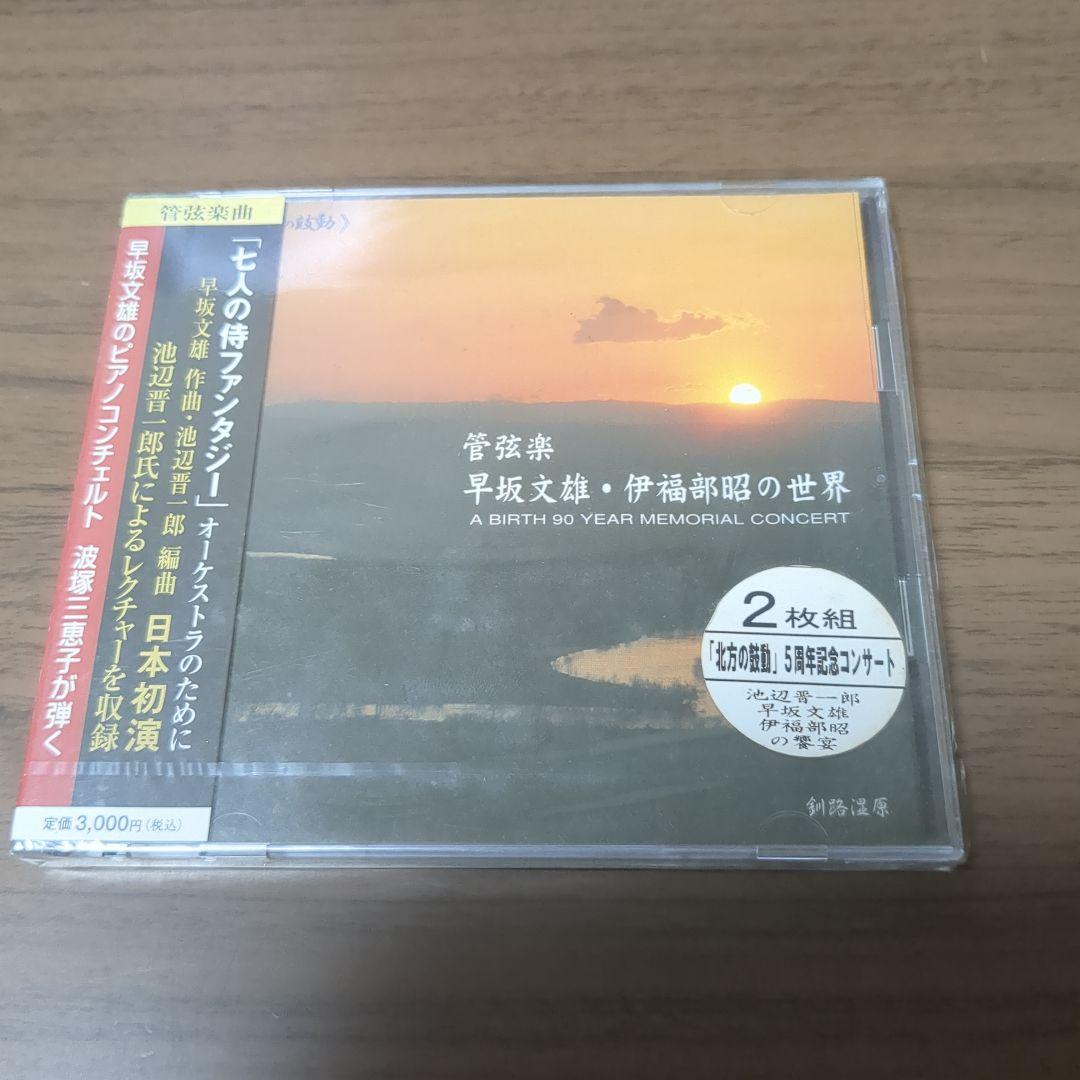 管弦楽曲
「七人の侍ファンタジー」オーケストラのために
早坂文雄 作曲・池辺晋一郎 編曲 日本初演
池辺晋一郎氏によるレクチャーを収録
早坂文雄のピアノコンチェルト 波塚三恵子が弾く
定価3,000円(税込)
の鼓動》
管弦楽
早坂文雄・伊福部昭の世界
A BIRTH 90 YEAR MEMORIAL CONCERT
2枚組
「北方の鼓動」5周年記念コンサート
池辺晋一郎
早坂文雄
伊福部昭
の饗宴
釧路湿原